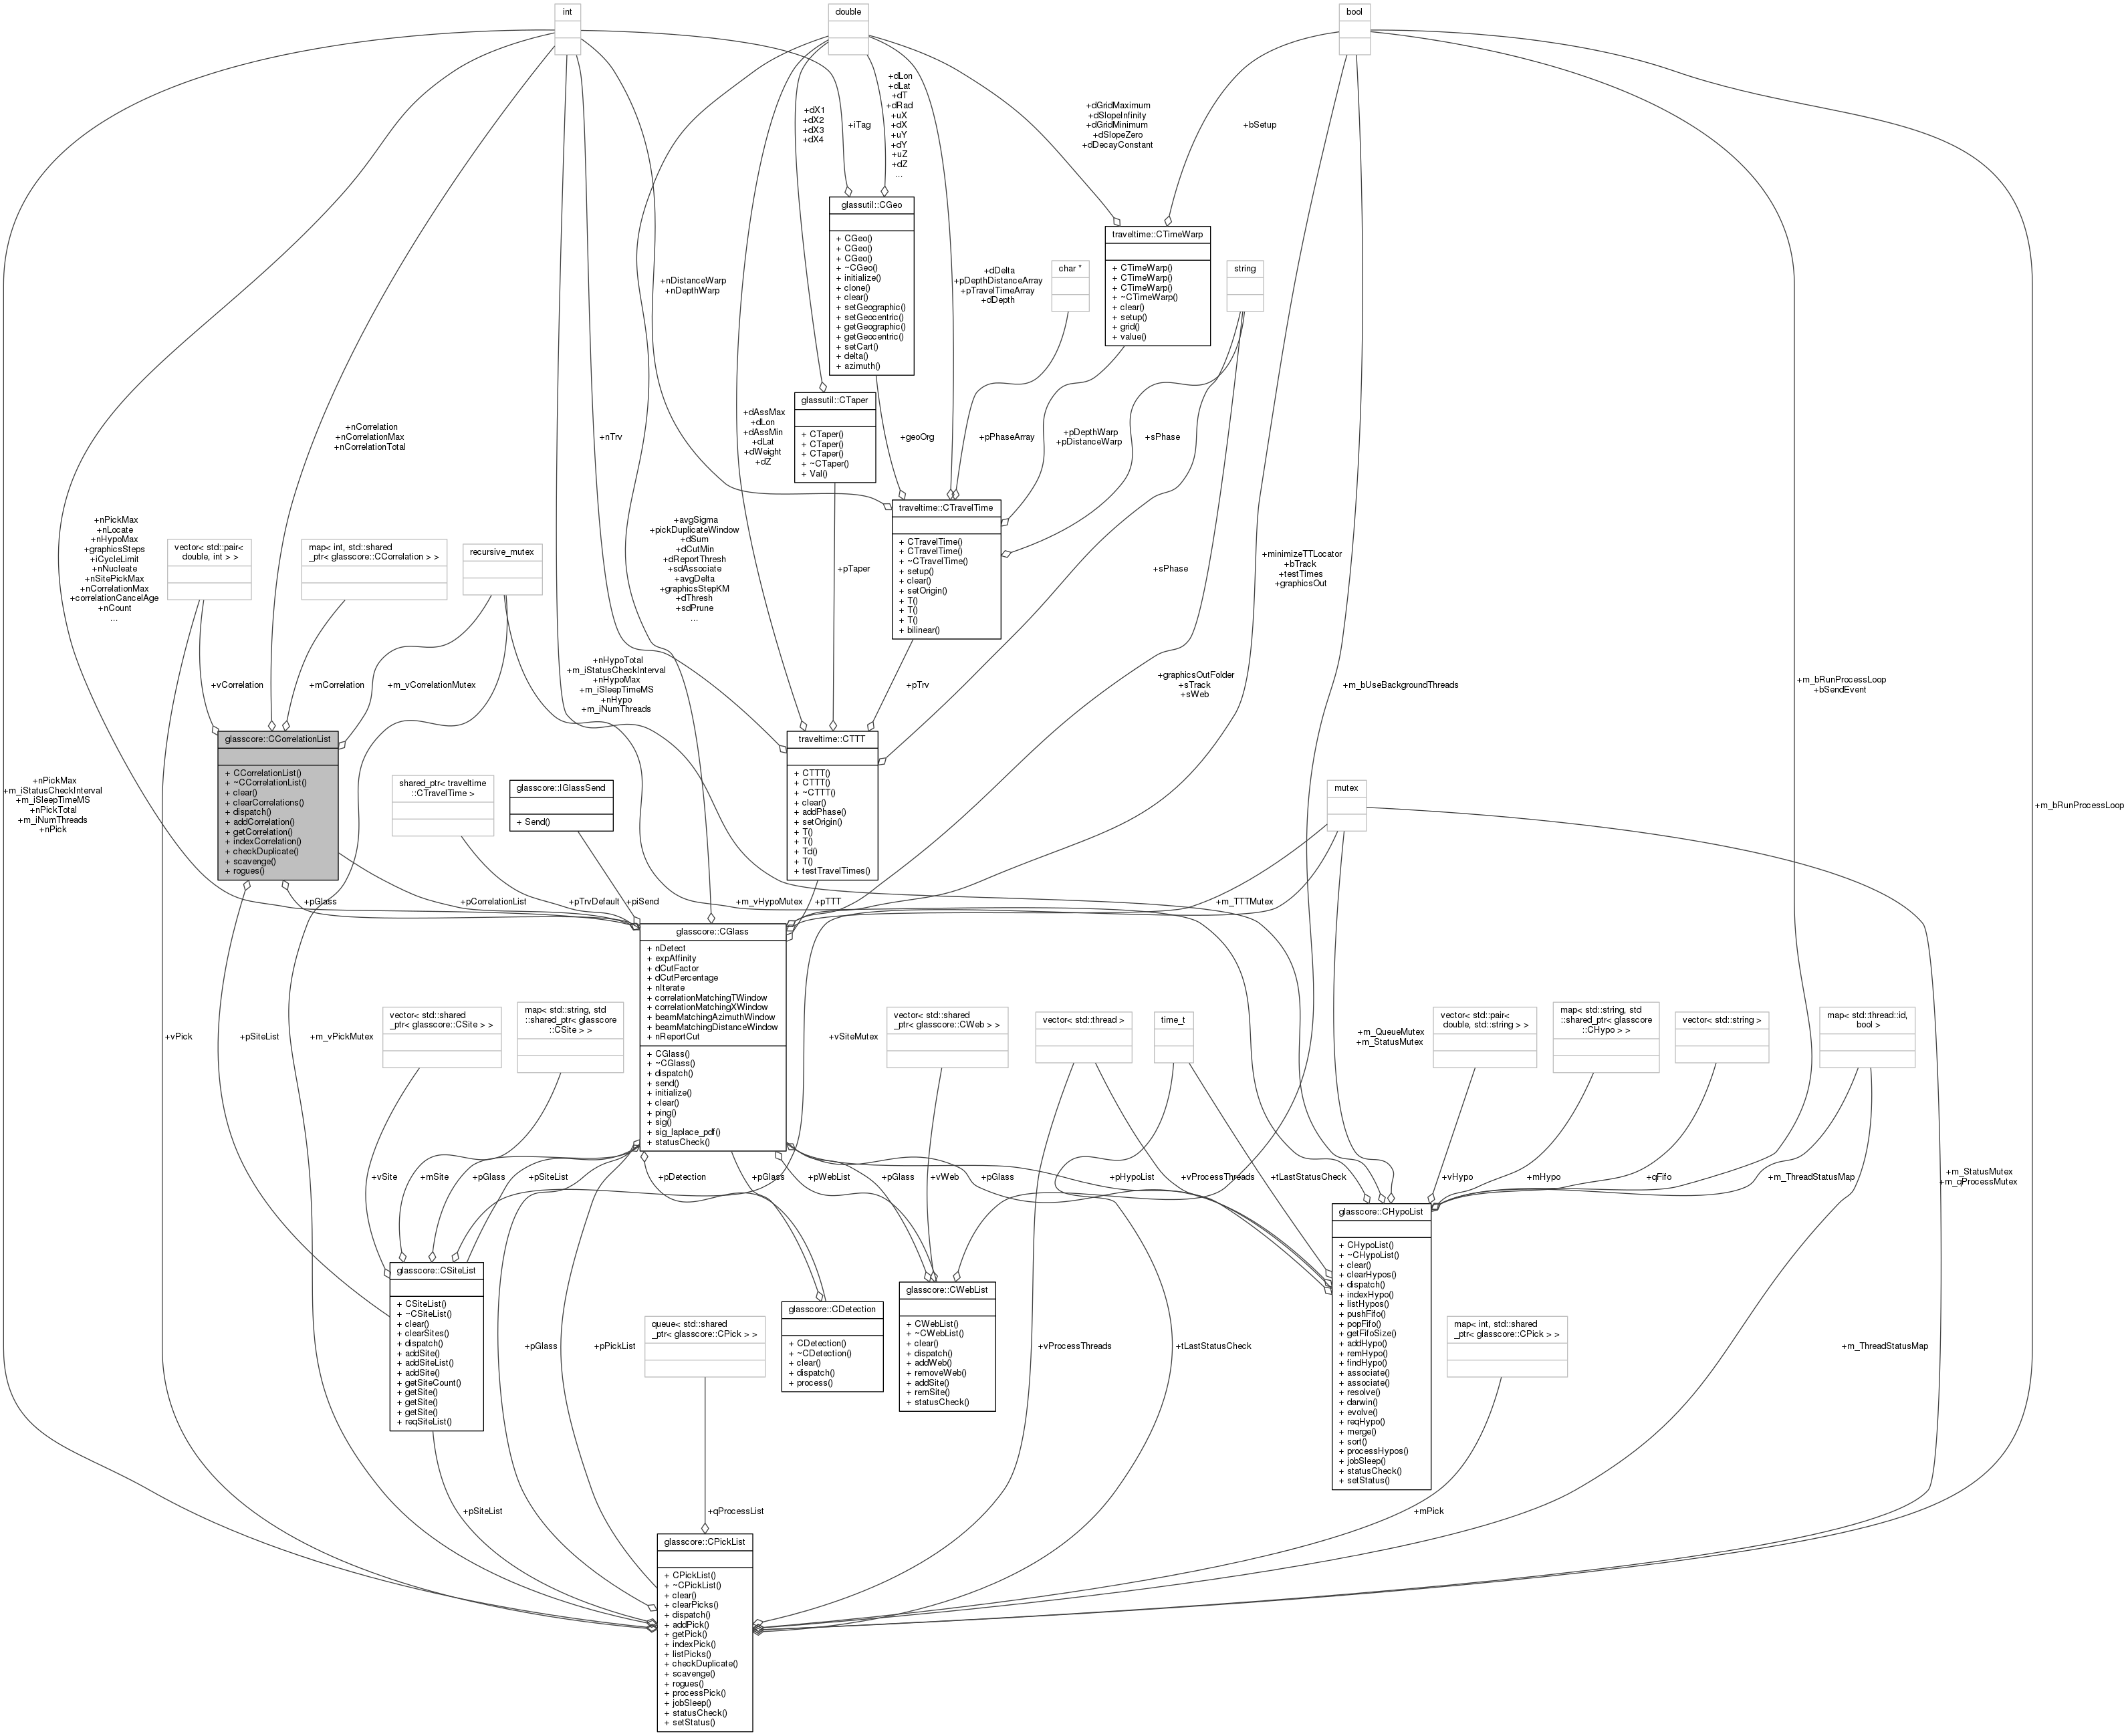 int
double
bool
+dLon
+dLat
+dT
+dRad
+uX
+dX
+uY
+dY
+uZ
+dZ
...
+dX1
+dX2
+dX3
+dX4
+iTag
+dGridMaximum
+dSlopeInfinity
+dGridMinimum
+dSlopeZero
+dDecayConstant
+bSetup
glassutil::CGeo
+ CGeo()
+ CGeo()
+ CGeo()
+ ~CGeo()
+ initialize()
+ clone()
+ clear()
+ setGeographic()
+ setGeocentric()
+ getGeographic()
+ getGeocentric()
+ setCart()
+ delta()
+ azimuth()
traveltime::CTimeWarp
+ CTimeWarp()
+ CTimeWarp()
+ CTimeWarp()
+ ~CTimeWarp()
+ clear()
+ setup()
+ grid()
+ value()
char *
string
+nDistanceWarp
+nDepthWarp
+dDelta
+pDepthDistanceArray
+pTravelTimeArray
+dDepth
glassutil::CTaper
+ CTaper()
+ CTaper()
+ CTaper()
+ ~CTaper()
+ Val()
+nCorrelation
+nCorrelationMax
+nCorrelationTotal
+nTrv
+dAssMax
+dLon
+dAssMin
+dLat
+dWeight
+dZ
+geoOrg
+pPhaseArray
+pDepthWarp
+pDistanceWarp
+sPhase
traveltime::CTravelTime
+ CTravelTime()
+ CTravelTime()
+ ~CTravelTime()
+ setup()
+ clear()
+ setOrigin()
+ T()
+ T()
+ T()
+ bilinear()
+nPickMax
+nLocate
+nHypoMax
+graphicsSteps
+iCycleLimit
+nNucleate
+nSitePickMax
+nCorrelationMax
+correlationCancelAge
+nCount
...
vector< std::pair<
double, int > >
map< int, std::shared
_ptr< glasscore::CCorrelation > >
recursive_mutex
+avgSigma
+pickDuplicateWindow
+dSum
+dCutMin
+dReportThresh
+sdAssociate
+avgDelta
+graphicsStepKM
+dThresh
+sdPrune
...
+pTaper
+sPhase
+minimizeTTLocator
+bTrack
+testTimes
+graphicsOut
+vCorrelation
+mCorrelation
+m_vCorrelationMutex
+nHypoTotal
+m_iStatusCheckInterval
+nHypoMax
+m_iSleepTimeMS
+nHypo
+m_iNumThreads
+pTrv
+graphicsOutFolder
+sTrack
+sWeb
+m_bUseBackgroundThreads
+m_bRunProcessLoop
+bSendEvent
glasscore::CCorrelationList
+ CCorrelationList()
+ ~CCorrelationList()
+ clear()
+ clearCorrelations()
+ dispatch()
+ addCorrelation()
+ getCorrelation()
+ indexCorrelation()
+ checkDuplicate()
+ scavenge()
+ rogues()
traveltime::CTTT
+ CTTT()
+ CTTT()
+ ~CTTT()
+ clear()
+ addPhase()
+ setOrigin()
+ T()
+ T()
+ Td()
+ T()
+ testTravelTimes()
+nPickMax
+m_iStatusCheckInterval
+m_iSleepTimeMS
+nPickTotal
+m_iNumThreads
+nPick
shared_ptr< traveltime
::CTravelTime >
glasscore::IGlassSend
+ Send()
mutex
+m_bRunProcessLoop
+pGlass
+pCorrelationList
+pTrvDefault
+piSend
+m_vHypoMutex
+pTTT
+m_TTTMutex
glasscore::CGlass
+ nDetect
+ expAffinity
+ dCutFactor
+ dCutPercentage
+ nIterate
+ correlationMatchingTWindow
+ correlationMatchingXWindow
+ beamMatchingAzimuthWindow
+ beamMatchingDistanceWindow
+ nReportCut
+ CGlass()
+ ~CGlass()
+ dispatch()
+ send()
+ initialize()
+ clear()
+ ping()
+ sig()
+ sig_laplace_pdf()
+ statusCheck()
+vPick
+pSiteList
+m_vPickMutex
vector< std::shared
_ptr< glasscore::CSite > >
map< std::string, std
::shared_ptr< glasscore
::CSite > >
+vSiteMutex
vector< std::shared
_ptr< glasscore::CWeb > >
vector< std::thread >
time_t
+m_QueueMutex
+m_StatusMutex
vector< std::pair<
double, std::string > >
map< std::string, std
::shared_ptr< glasscore
::CHypo > >
vector< std::string >
map< std::thread::id,
bool >
+vSite
+mSite
+pGlass
+pSiteList
+pDetection
+pGlass
+pWebList
+pGlass
+vWeb
+pGlass
+pHypoList
+vProcessThreads
+tLastStatusCheck
+vHypo
+mHypo
+qFifo
+m_ThreadStatusMap
+m_StatusMutex
+m_qProcessMutex
glasscore::CSiteList
+ CSiteList()
+ ~CSiteList()
+ clear()
+ clearSites()
+ dispatch()
+ addSite()
+ addSiteList()
+ addSite()
+ getSiteCount()
+ getSite()
+ getSite()
+ getSite()
+ reqSiteList()
glasscore::CDetection
+ CDetection()
+ ~CDetection()
+ clear()
+ dispatch()
+ process()
glasscore::CWebList
+ CWebList()
+ ~CWebList()
+ clear()
+ dispatch()
+ addWeb()
+ removeWeb()
+ addSite()
+ remSite()
+ statusCheck()
glasscore::CHypoList
+ CHypoList()
+ ~CHypoList()
+ clear()
+ clearHypos()
+ dispatch()
+ indexHypo()
+ listHypos()
+ pushFifo()
+ popFifo()
+ getFifoSize()
+ addHypo()
+ remHypo()
+ findHypo()
+ associate()
+ associate()
+ resolve()
+ darwin()
+ evolve()
+ reqHypo()
+ merge()
+ sort()
+ processHypos()
+ jobSleep()
+ statusCheck()
+ setStatus()
queue< std::shared
_ptr< glasscore::CPick > >
map< int, std::shared
_ptr< glasscore::CPick > >
+pGlass
+pPickList
+vProcessThreads
+tLastStatusCheck
+m_ThreadStatusMap
+pSiteList
+qProcessList
+mPick
glasscore::CPickList
+ CPickList()
+ ~CPickList()
+ clear()
+ clearPicks()
+ dispatch()
+ addPick()
+ getPick()
+ indexPick()
+ listPicks()
+ checkDuplicate()
+ scavenge()
+ rogues()
+ processPick()
+ jobSleep()
+ statusCheck()
+ setStatus()